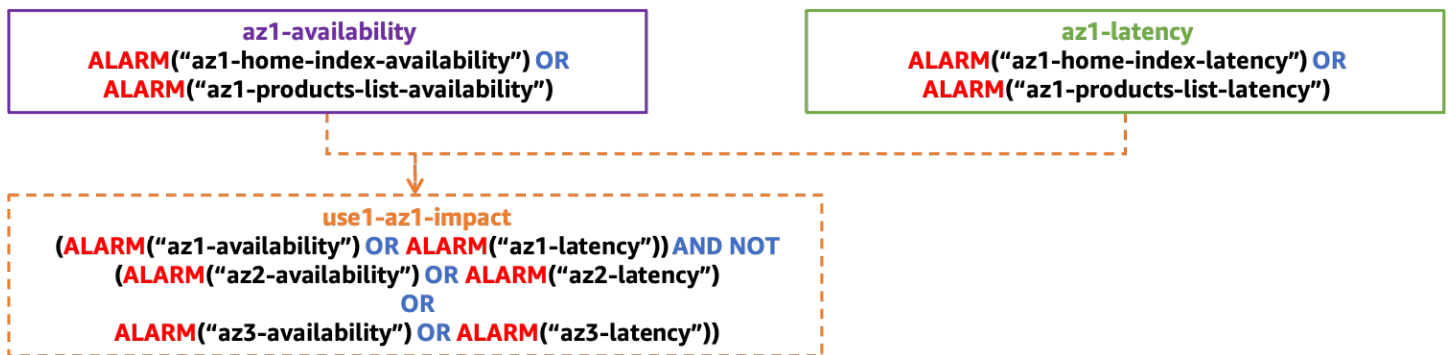 az1-availability
ALARM(“az1-home-index-availability”) OR
ALARM(“az1-products-list-availability”)
az1-latency
ALARM(“az1-home-index-latency”) OR
ALARM(“az1-products-list-latency”)
use1-az1-impact
(ALARM(“az1-availability”) OR ALARM(“az1-latency”)) AND NOT
(ALARM(“az2-availability”) OR ALARM(“az2-latency”)
OR
ALARM(“az3-availability”) OR ALARM(“az3-latency”))